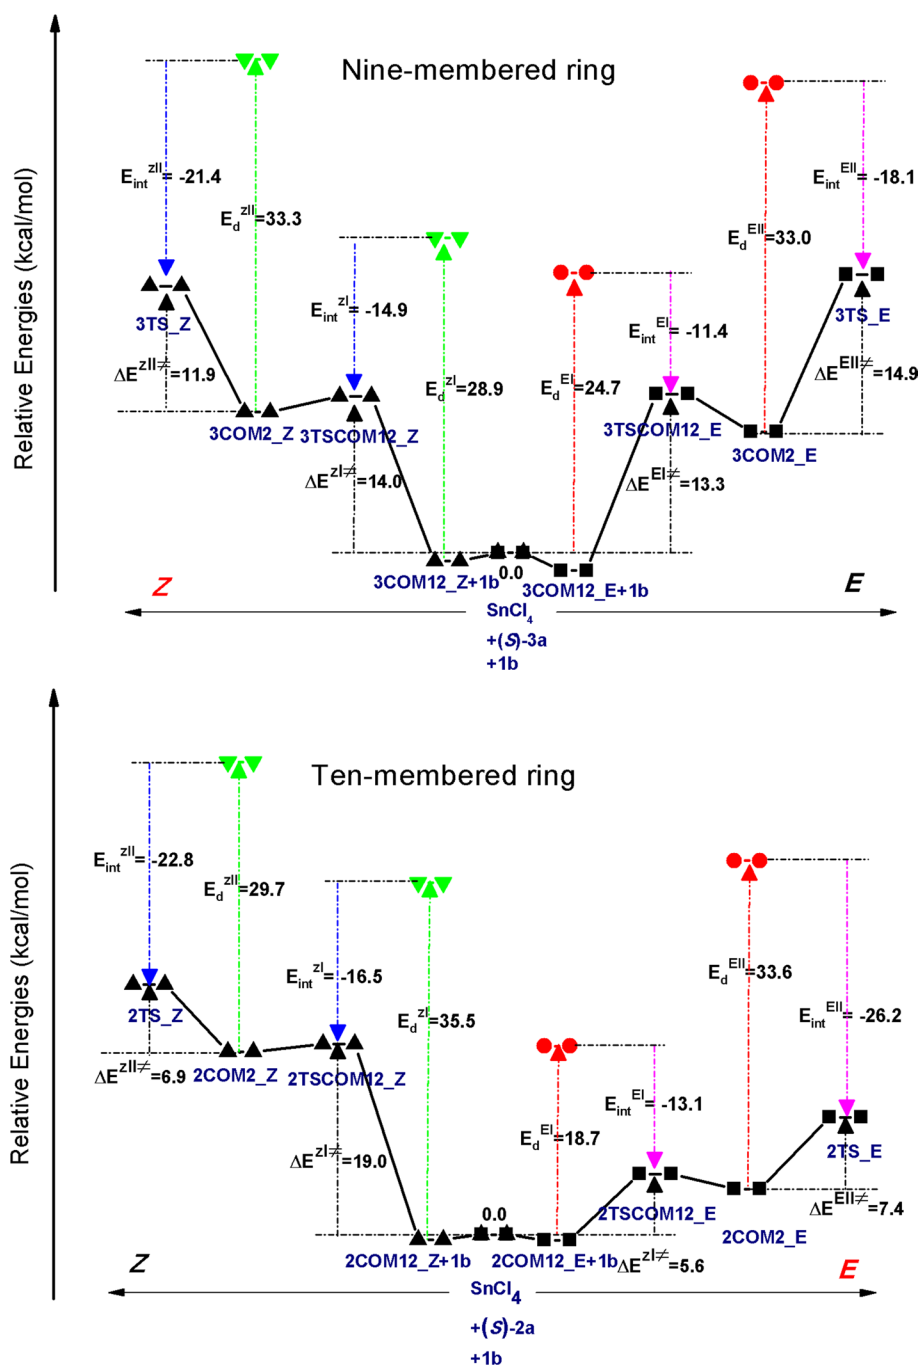 Nine-membered ring
Relative Energies (kcal/mol)
E_int^zII = -21.4
E_d^zII=33.3
3TS_Z
ΔE^zII≠=11.9
3COM2_Z
E_int^zI= -14.9
E_d^zI=28.9
3TSCOM12_Z
ΔE^zI≠=14.0
3COM12_Z+1b
0.0
3COM12_E+1b
E_d^EI=24.7
E_int^EI= -11.4
3TSCOM12_E
ΔE^EI≠=13.3
E_d^EII=33.0
3COM2_E
E_int^EII= -18.1
3TS_E
ΔE^EII≠=14.9
Z
E
SnCl4
+(S)-3a
+1b
Ten-membered ring
Relative Energies (kcal/mol)
E_int^zII= -22.8
E_d^zII=29.7
2TS_Z
ΔE^zII≠=6.9
2COM2_Z
E_int^zI= -16.5
E_d^zI=35.5
2TSCOM12_Z
ΔE^zI≠=19.0
2COM12_Z+1b
0.0
2COM12_E+1b
E_d^EI=18.7
E_int^EI= -13.1
2TSCOM12_E
ΔE^zI≠=5.6
E_d^EII=33.6
2COM2_E
E_int^EII= -26.2
2TS_E
ΔE^EII≠=7.4
Z
E
SnCl4
+(S)-2a
+1b